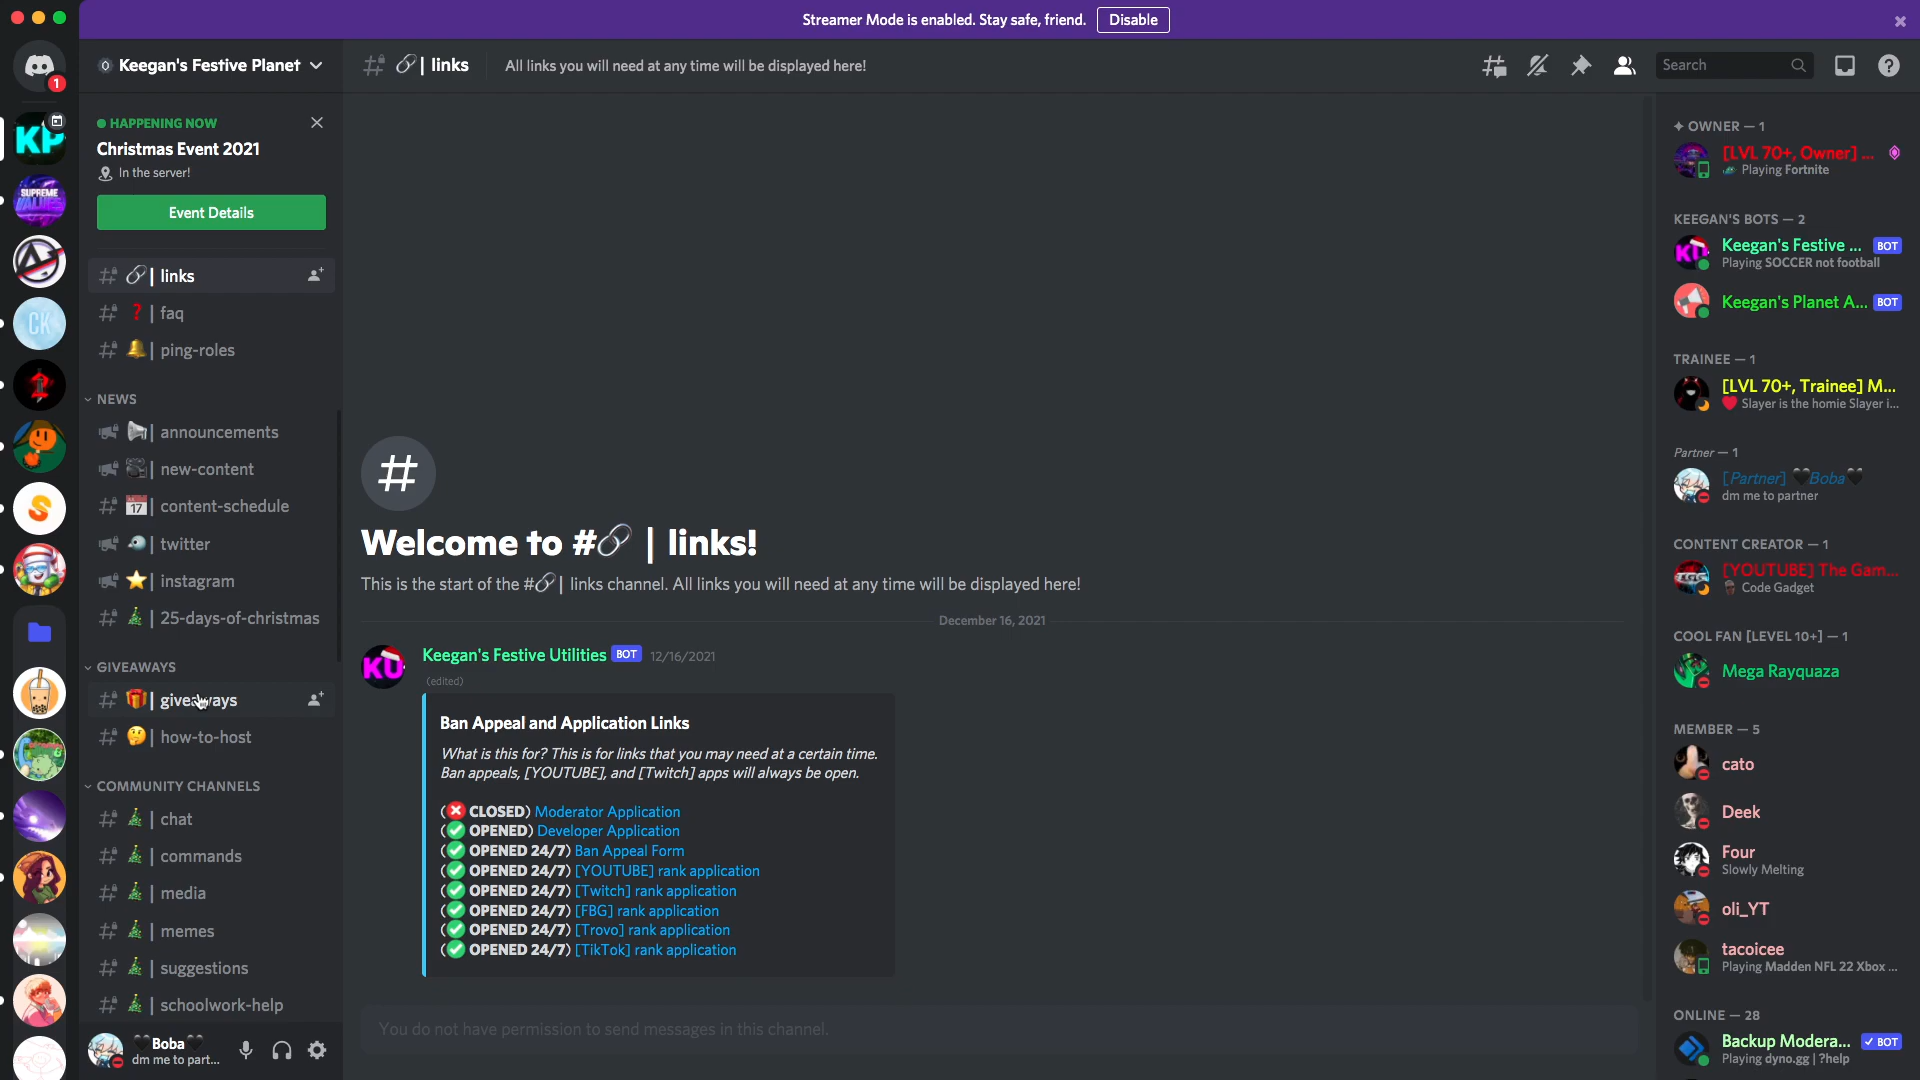 Streamer Mode is enabled. Stay safe, friend. Disable
1
Keegan's Festive Planet
# 🔗 | links
All links you will need at any time will be displayed here!
Search
KP
SUPREME VALUES
CK
HAPPENING NOW
Christmas Event 2021
In the server!
Event Details
🔗 | links
❓ | faq
🔔 | ping-roles
NEWS
📢 | announcements
🎥 | new-content
📅 | content-schedule
🐦 | twitter
⭐ | instagram
🎄 | 25-days-of-christmas
GIVEAWAYS
🎁 | giveaways
🤔 | how-to-host
COMMUNITY CHANNELS
🎄 | chat
🎄 | commands
🎄 | media
🎄 | memes
🎄 | suggestions
🎄 | schoolwork-help
🖤Boba🖤
dm me to part...
Welcome to #🔗 | links!
This is the start of the #🔗 | links channel. All links you will need at any time will be displayed here!
December 16, 2021
KU
Keegan's Festive Utilities BOT 12/16/2021
(edited)
Ban Appeal and Application Links
What is this for? This is for links that you may need at a certain time.
Ban appeals, [YOUTUBE], and [Twitch] apps will always be open.
(❌ CLOSED) Moderator Application
(✅ OPENED) Developer Application
(✅ OPENED 24/7) Ban Appeal Form
(✅ OPENED 24/7) [YOUTUBE] rank application
(✅ OPENED 24/7) [Twitch] rank application
(✅ OPENED 24/7) [FBG] rank application
(✅ OPENED 24/7) [Trovo] rank application
(✅ OPENED 24/7) [TikTok] rank application
You do not have permission to send messages in this channel.
✦ OWNER — 1
[LVL 70+, Owner] ...
Playing Fortnite
KEEGAN'S BOTS — 2
Keegan's Festive ... BOT
Playing SOCCER not football
Keegan's Planet A... BOT
TRAINEE — 1
[LVL 70+, Trainee] M...
❤️ Slayer is the homie Slayer i...
Partner — 1
[Partner] 🖤Boba🖤
dm me to partner
CONTENT CREATOR — 1
[YOUTUBE] The Gam...
Code Gadget
COOL FAN [LEVEL 10+] — 1
Mega Rayquaza
MEMBER — 5
cato
Deek
Four
Slowly Melting
oli_YT
tacoicee
Playing Madden NFL 22 Xbox ...
ONLINE — 28
Backup Modera... ✓ BOT
Playing dyno.gg | ?help